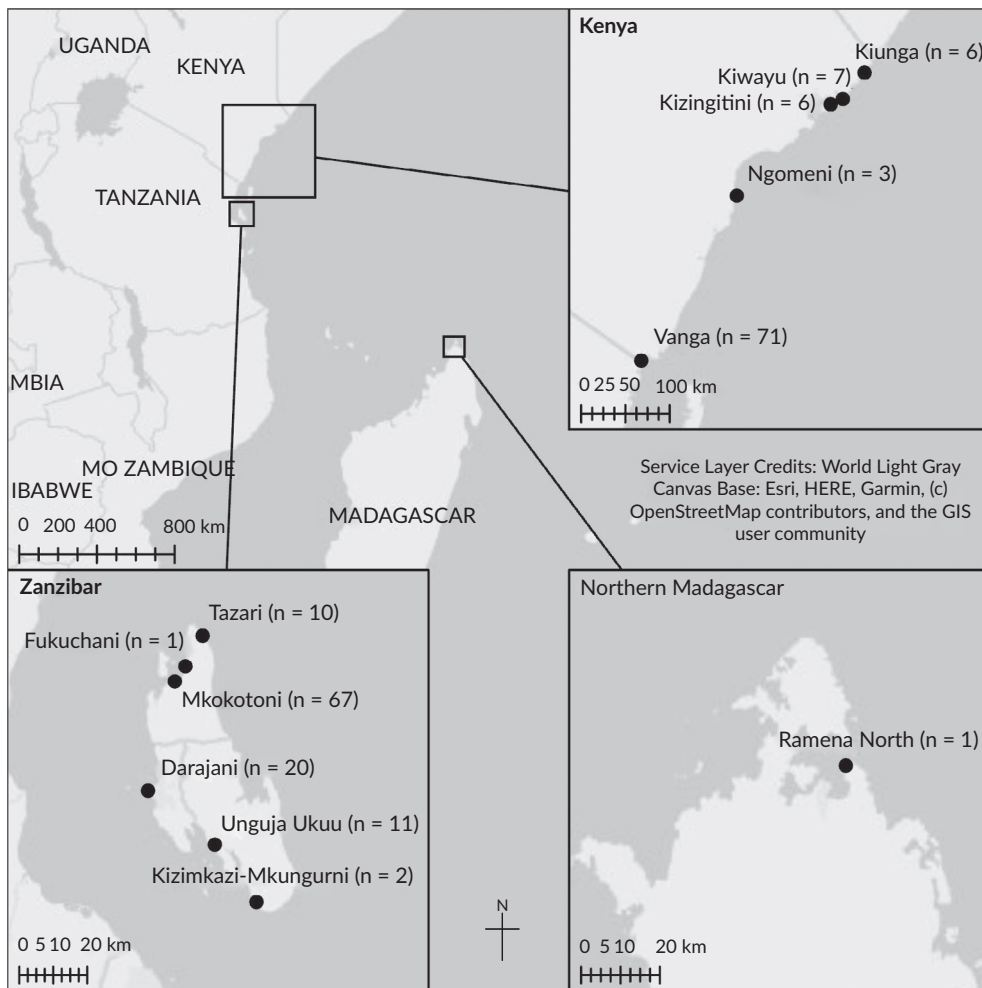 UGANDA
KENYA
TANZANIA
MBIA
MO ZAMBIQUE
IBABWE
MADAGASCAR
0 200 400 800 km
Kenya
Kiunga (n = 6)
Kiwayu (n = 7)
Kizingitini (n = 6)
Ngomeni (n = 3)
Vanga (n = 71)
0 25 50 100 km
Service Layer Credits: World Light Gray
Canvas Base: Esri, HERE, Garmin, (c)
OpenStreetMap contributors, and the GIS
user community
Zanzibar
Tazari (n = 10)
Fukuchani (n = 1)
Mkokotoni (n = 67)
Darajani (n = 20)
Unguja Ukuu (n = 11)
Kizimkazi-Mkungurni (n = 2)
0 5 10 20 km
N
Northern Madagascar
Ramena North (n = 1)
0 5 10 20 km